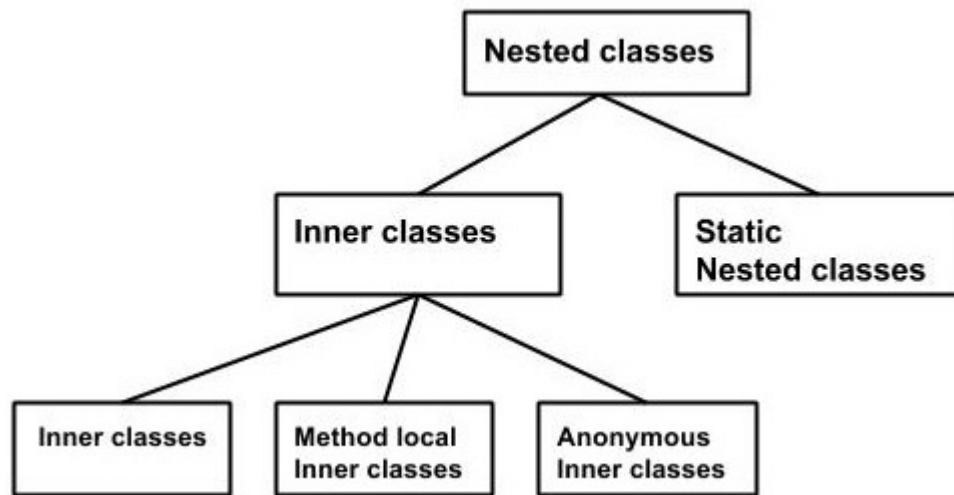 Nested classes
Inner classes
Static
Nested classes
Inner classes
Method local
Inner classes
Anonymous
Inner classes